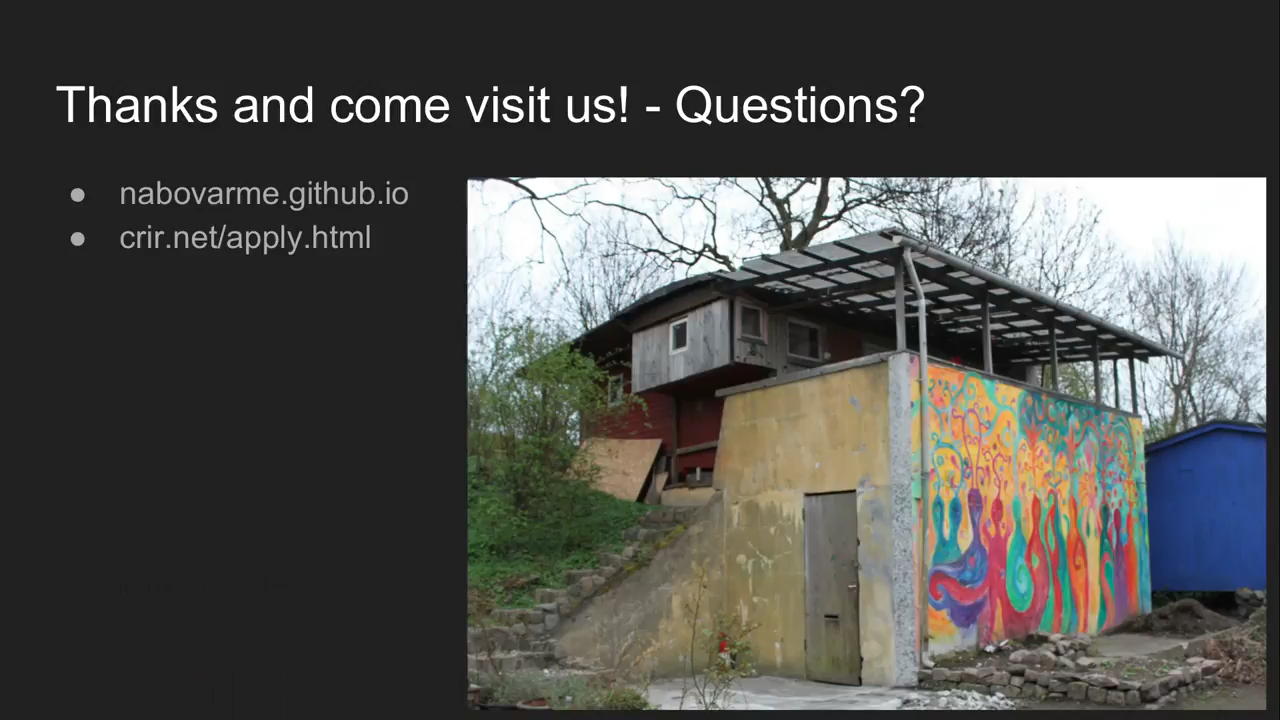 Thanks and come visit us! - Questions?
● nabovarme.github.io
● crir.net/apply.html